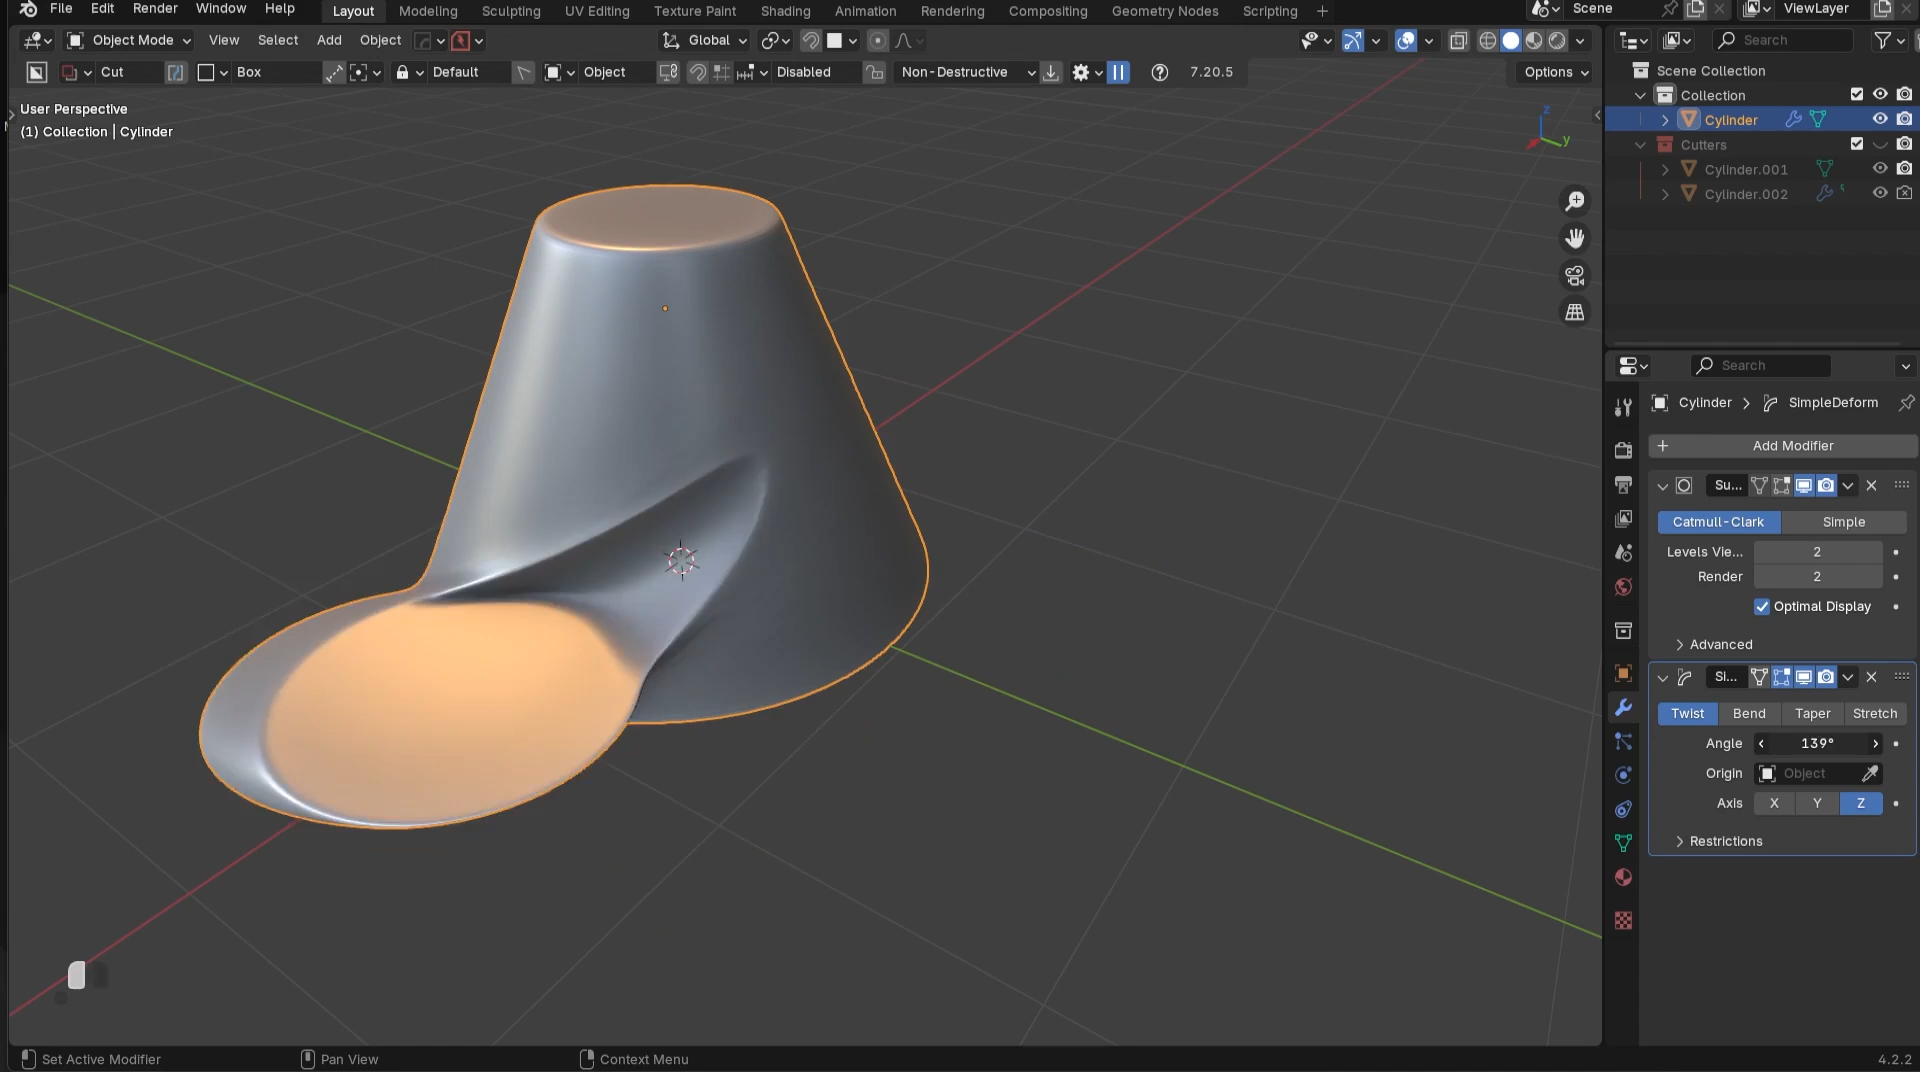 File Edit Render Window Help Layout Modeling Sculpting UV Editing Texture Paint Shading Animation Rendering Compositing Geometry Nodes Scripting + Scene ViewLayer
Object Mode View Select Add Object Global Search
Cut Box Default Object Disabled Non-Destructive 7.20.5 Options
User Perspective
(1) Collection | Cylinder
z
y
Scene Collection
Collection
Cylinder
Cutters
Cylinder.001
Cylinder.002
Search
Cylinder > SimpleDeform
+ Add Modifier
Su...
Catmull-Clark Simple
Levels Vie... 2
Render 2
Optimal Display
Advanced
Si...
Twist Bend Taper Stretch
Angle 139°
Origin Object
Axis X Y Z
Restrictions
Set Active Modifier Pan View Context Menu 4.2.2